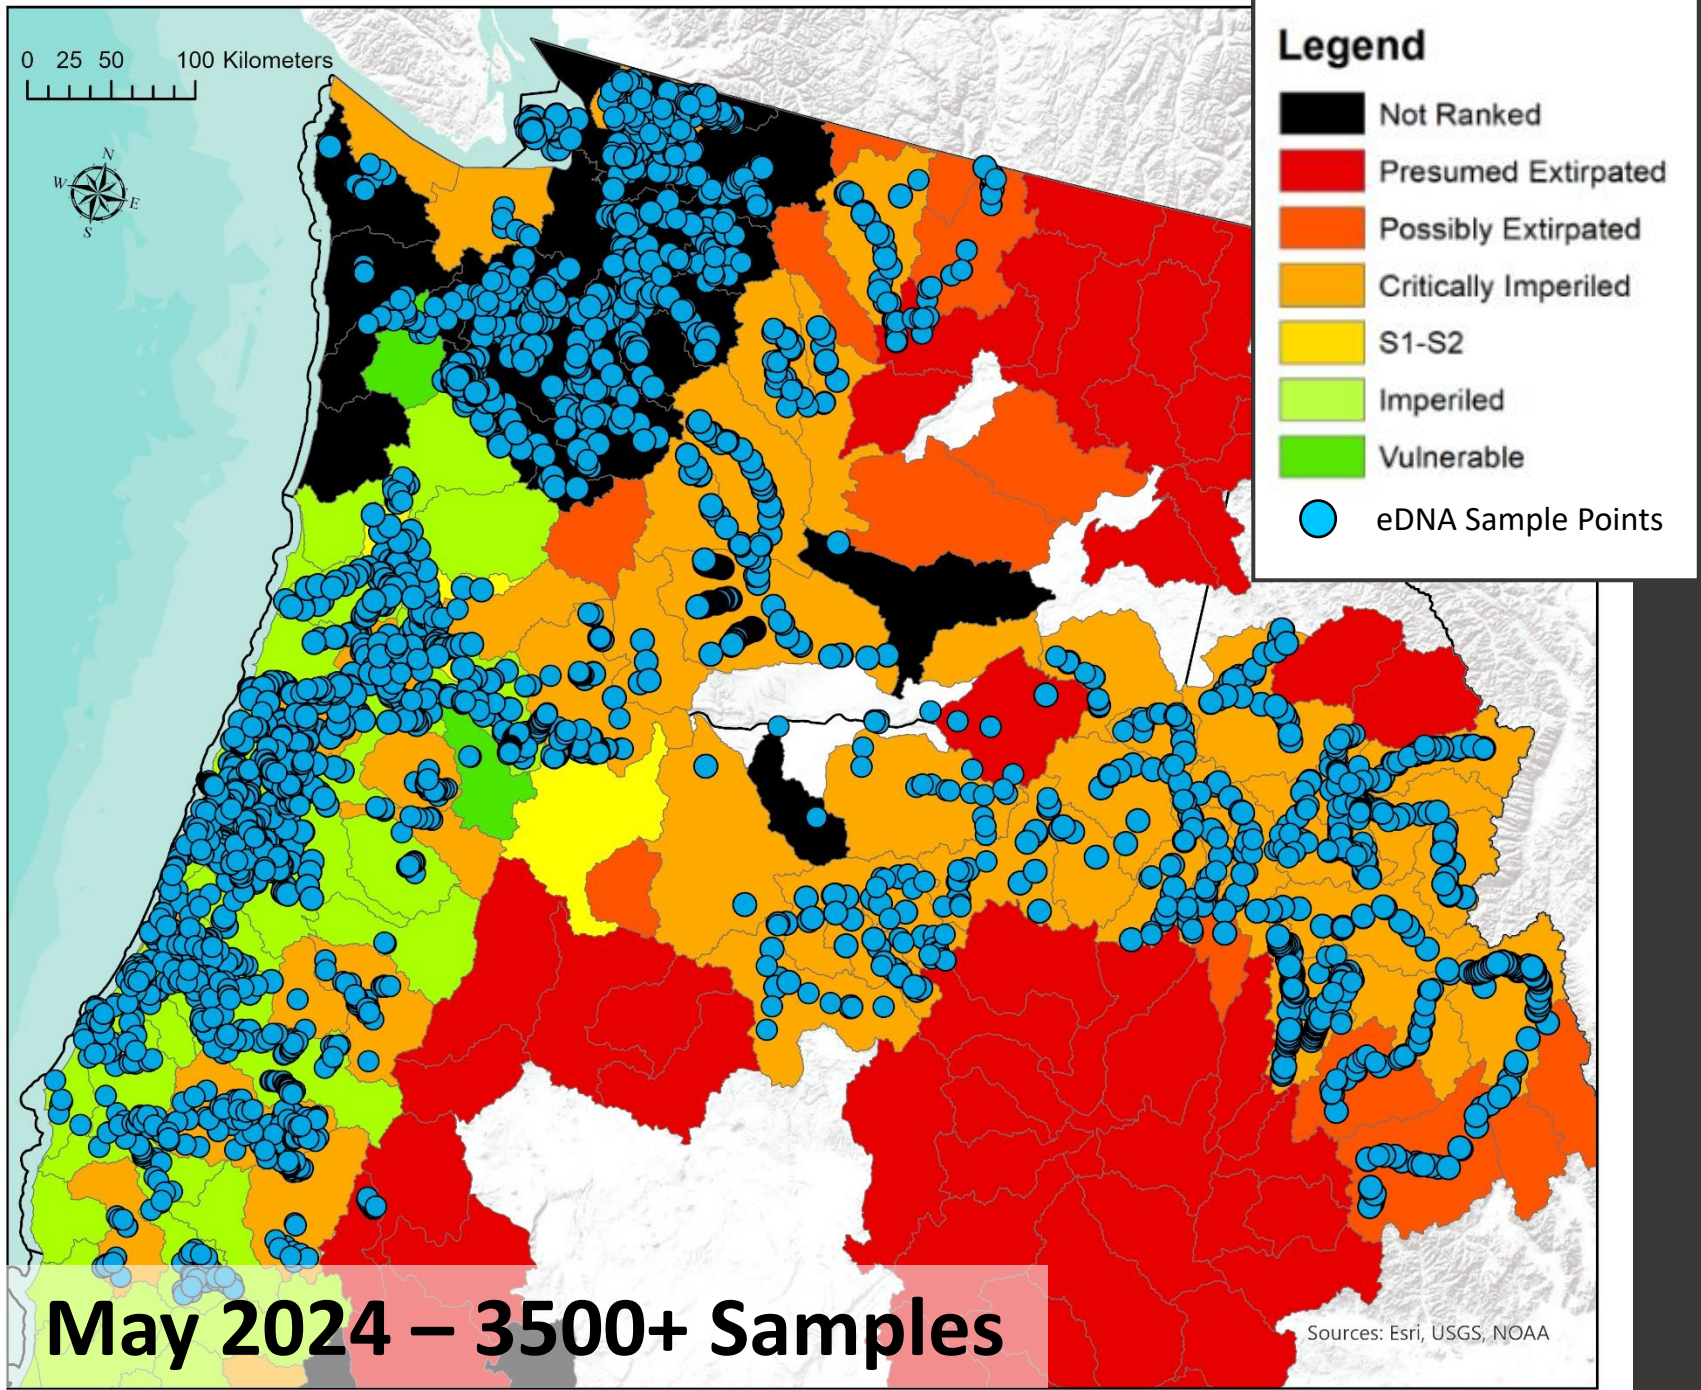 0 25 50 100 Kilometers
N
W
E
S
Legend
Not Ranked
Presumed Extirpated
Possibly Extirpated
Critically Imperiled
S1-S2
Imperiled
Vulnerable
eDNA Sample Points
May 2024 – 3500+ Samples
Sources: Esri, USGS, NOAA